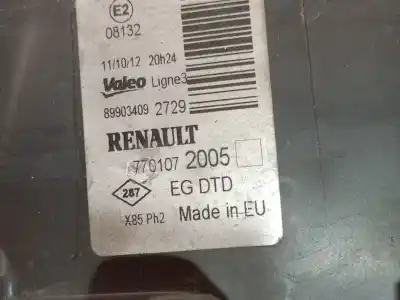 E2
08132
11/10/12 20h24
Valeo Ligne3
89903409 2729
RENAULT
770107 2005
287 EG DTD
X85 Ph2 Made in EU